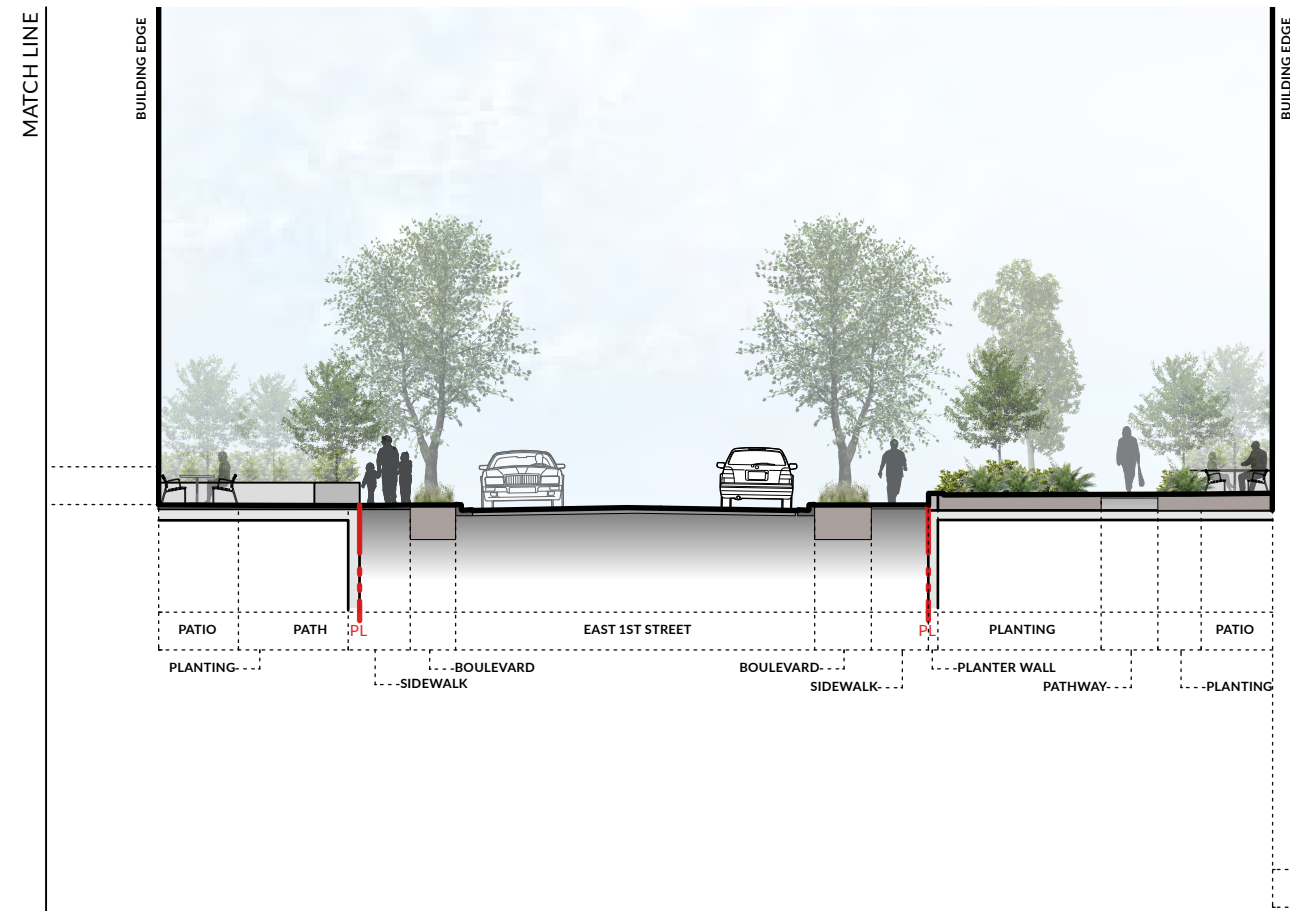 MATCH LINE
BUILDING EDGE
BUILDING EDGE
PATIO
PATH
PL
EAST 1ST STREET
PL
PLANTING
PATIO
PLANTING
BOULEVARD
BOULEVARD
PLANTER WALL
SIDEWALK
SIDEWALK
PATHWAY
PLANTING